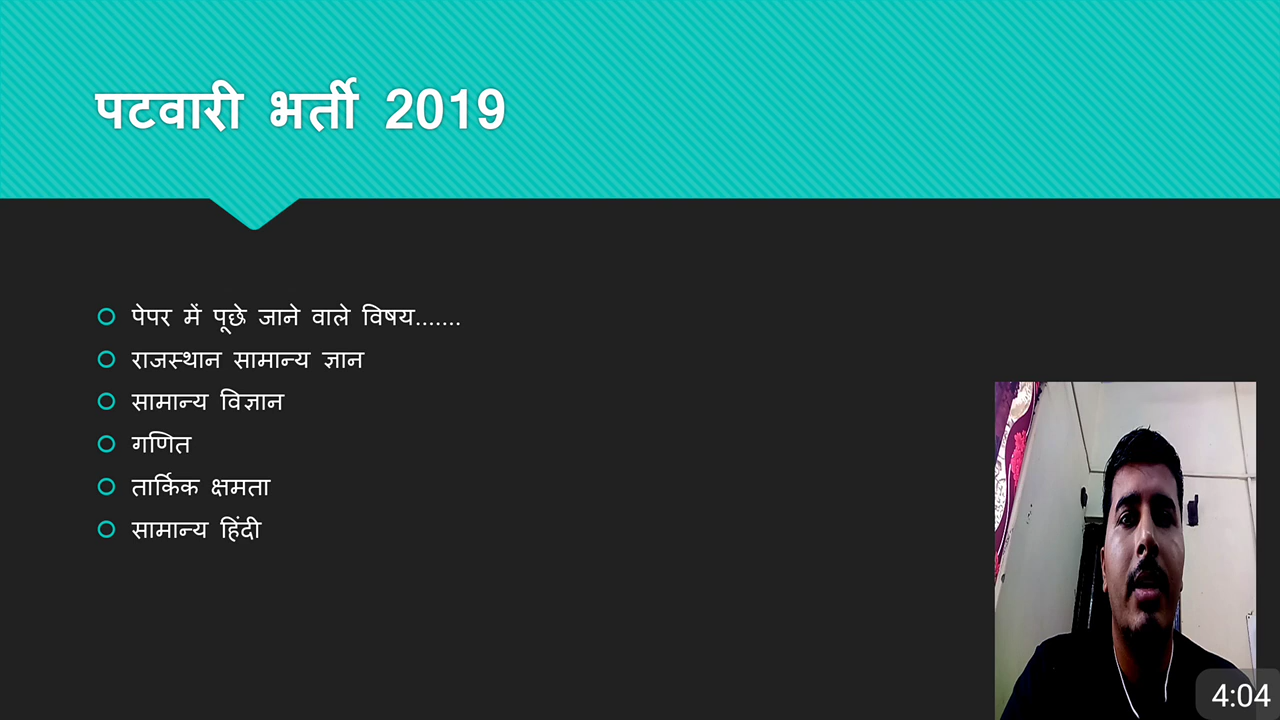 पटवारी भर्ती 2019
पेपर में पूछे जाने वाले विषय.......
राजस्थान सामान्य ज्ञान
सामान्य विज्ञान
गणित
तार्किक क्षमता
सामान्य हिंदी
4:04